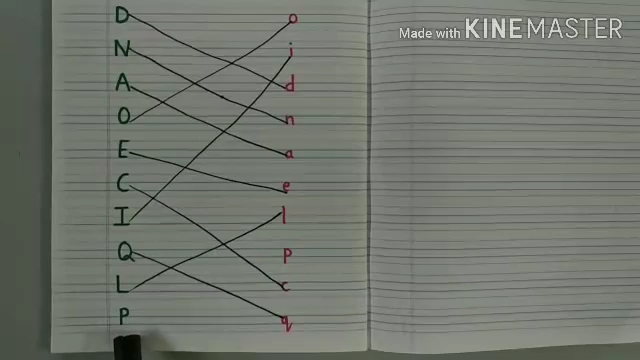 D o
N i
A d
O n
E a
C e
I l
Q p
L c
P q
Made with KINEMASTER